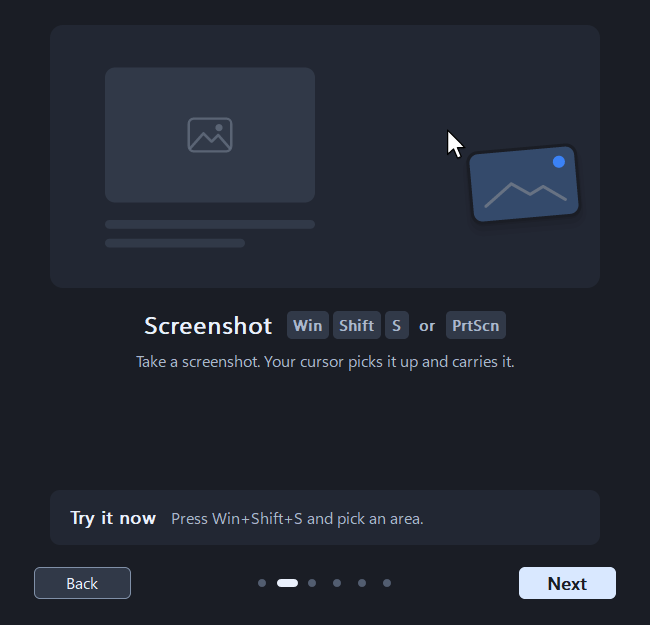 Screenshot Win Shift S or PrtScn
Take a screenshot. Your cursor picks it up and carries it.
Try it now Press Win+Shift+S and pick an area.
Back Next